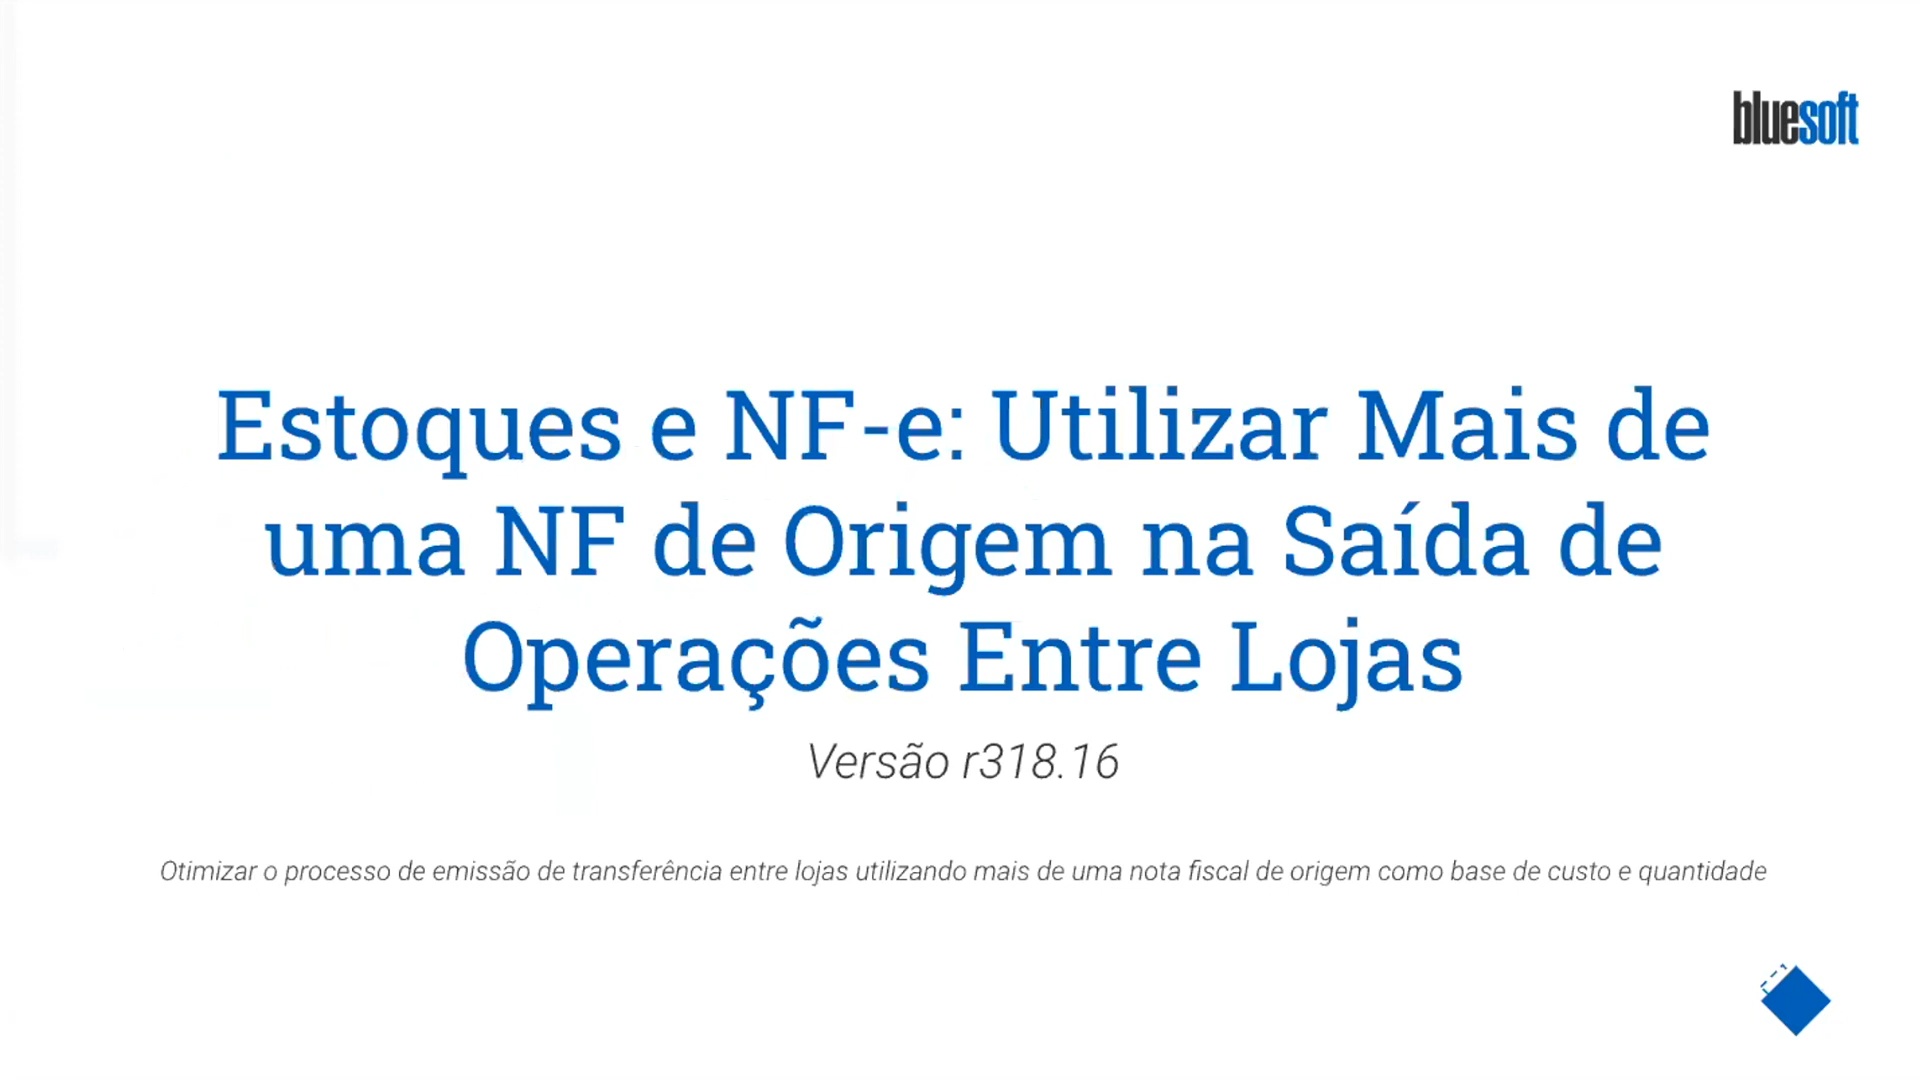 bluesoft
Estoques e NF-e: Utilizar Mais de
uma NF de Origem na Saída de
Operações Entre Lojas
Versão r318.16
Otimizar o processo de emissão de transferência entre lojas utilizando mais de uma nota fiscal de origem como base de custo e quantidade